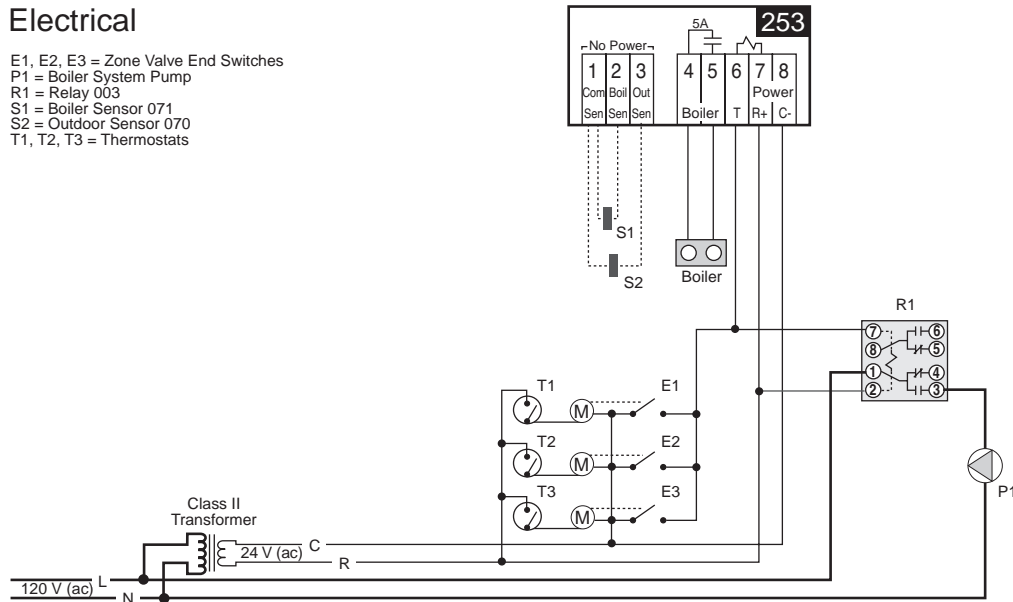 Electrical
E1, E2, E3 = Zone Valve End Switches
P1 = Boiler System Pump
R1 = Relay 003
S1 = Boiler Sensor 071
S2 = Outdoor Sensor 070
T1, T2, T3 = Thermostats
253
5A
No Power
1 2 3 4 5 6 7 8
Com Boil Out Power
Sen Sen Sen Boiler T R+ C-
S1
S2
Boiler
R1
7 6
8 5
1 4
2 3
T1 M E1
T2 M E2
T3 M E3
P1
Class II
Transformer
24 V (ac) C
R
120 V (ac) L
N